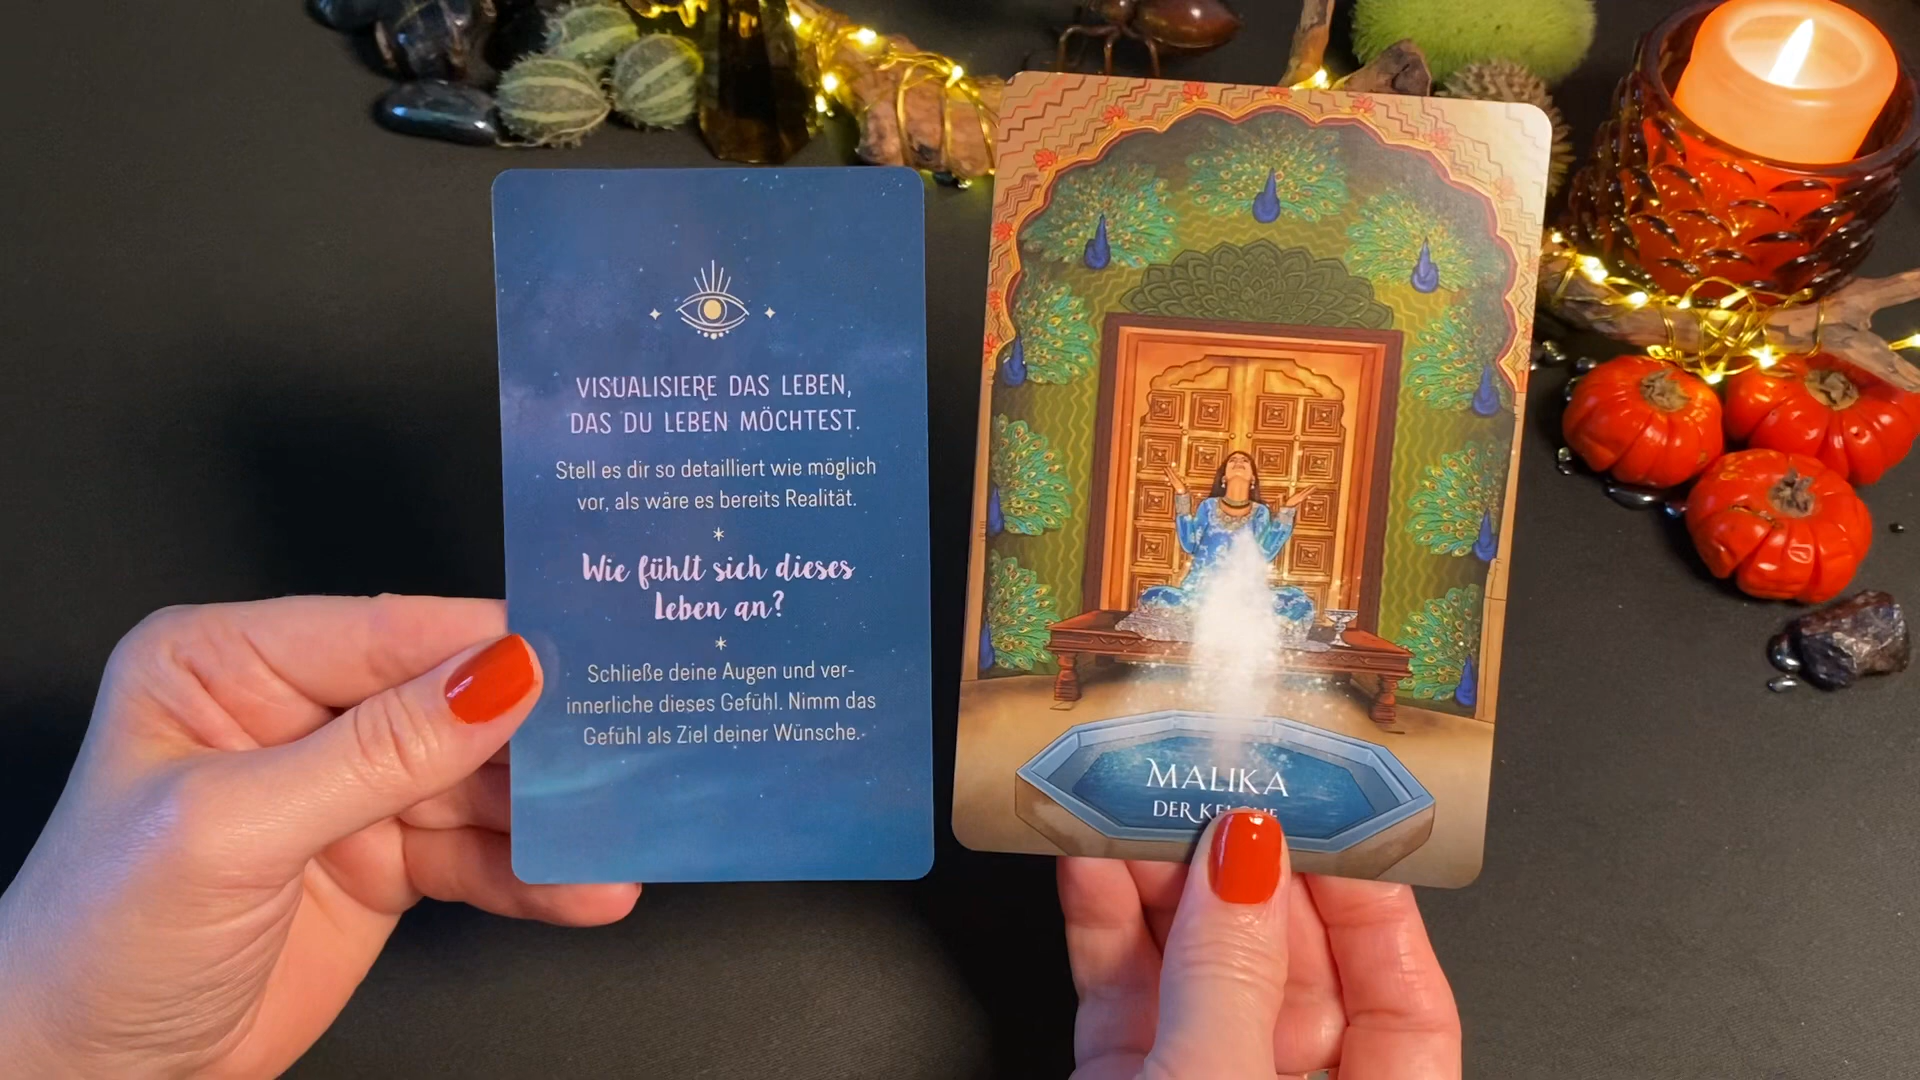 VISUALISIERE DAS LEBEN,
DAS DU LEBEN MÖCHTEST.
Stell es dir so detailliert wie möglich
vor, als wäre es bereits Realität.
Wie fühlt sich dieses
Leben an?
Schließe deine Augen und ver-
innerliche dieses Gefühl. Nimm das
Gefühl als Ziel deiner Wünsche.
MALIKA
DER